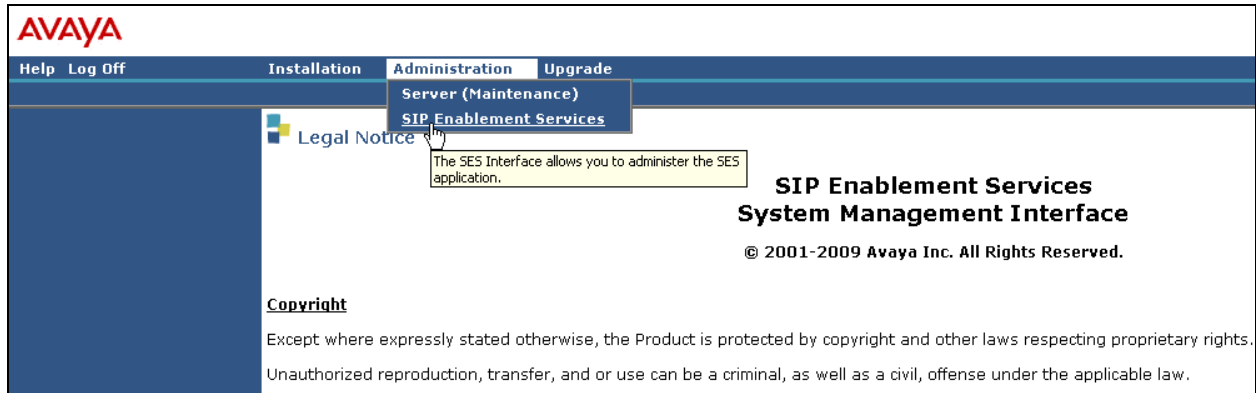 AVAYA
Help Log Off Installation Administration Upgrade
Server (Maintenance)
SIP Enablement Services
Legal Notice
The SES Interface allows you to administer the SES
application.
SIP Enablement Services
System Management Interface
© 2001-2009 Avaya Inc. All Rights Reserved.
Copyright
Except where expressly stated otherwise, the Product is protected by copyright and other laws respecting proprietary rights.
Unauthorized reproduction, transfer, and or use can be a criminal, as well as a civil, offense under the applicable law.